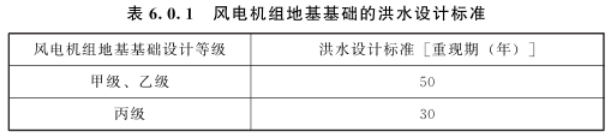 表 6.0.1 风电机组地基基础的洪水设计标准
风电机组地基基础设计等级 洪水设计标准［重现期（年）］
甲级、乙级 50
丙级 30